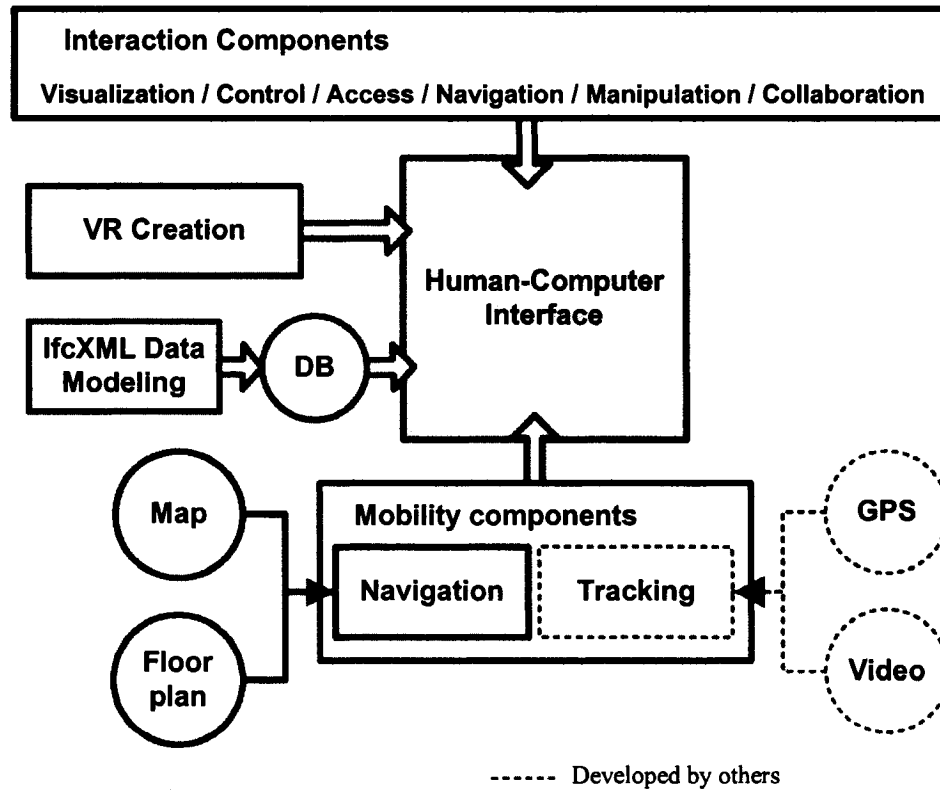 Interaction Components
Visualization / Control / Access / Navigation / Manipulation / Collaboration
VR Creation
Human-Computer
Interface
IfcXML Data
Modeling
DB
Map
Mobility components
GPS
Navigation
Tracking
Floor
plan
Video
Developed by others